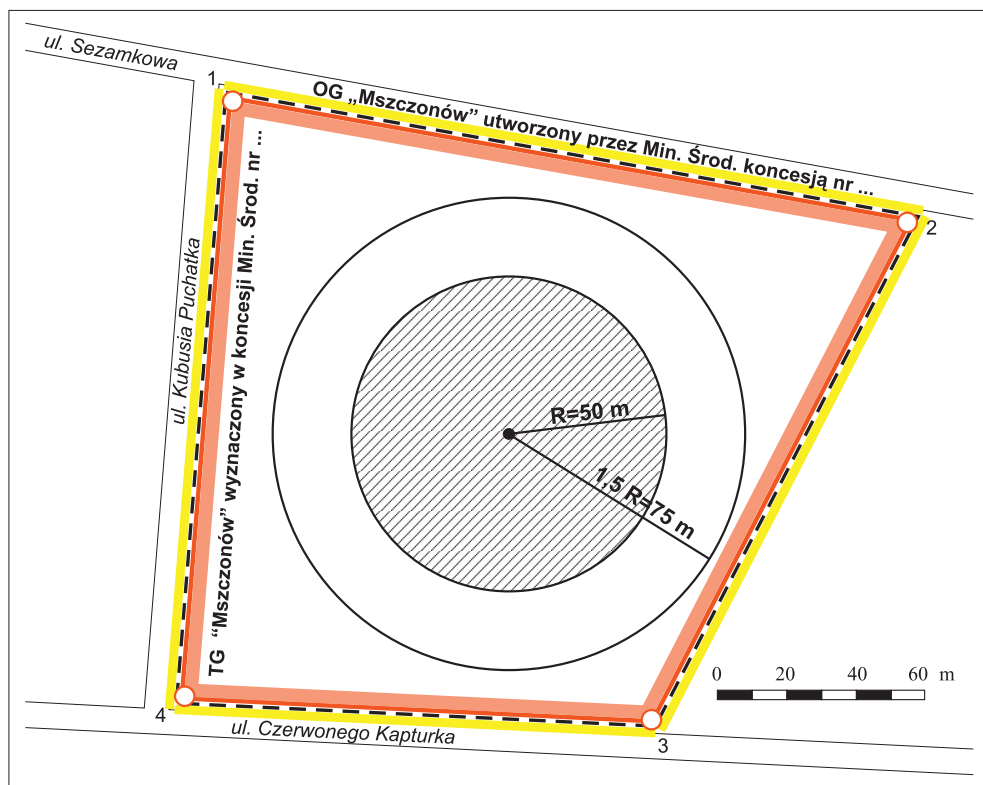 ul. Sezamkowa
1
OG „Mszczonów” utworzony przez Min. Środ. koncesją nr ...
2
ul. Kubusia Puchatka
TG “Mszczonów” wyznaczony w koncesji Min. Środ. nr ...
R=50 m
1,5 R=75 m
0 20 40 60 m
4
ul. Czerwonego Kapturka
3